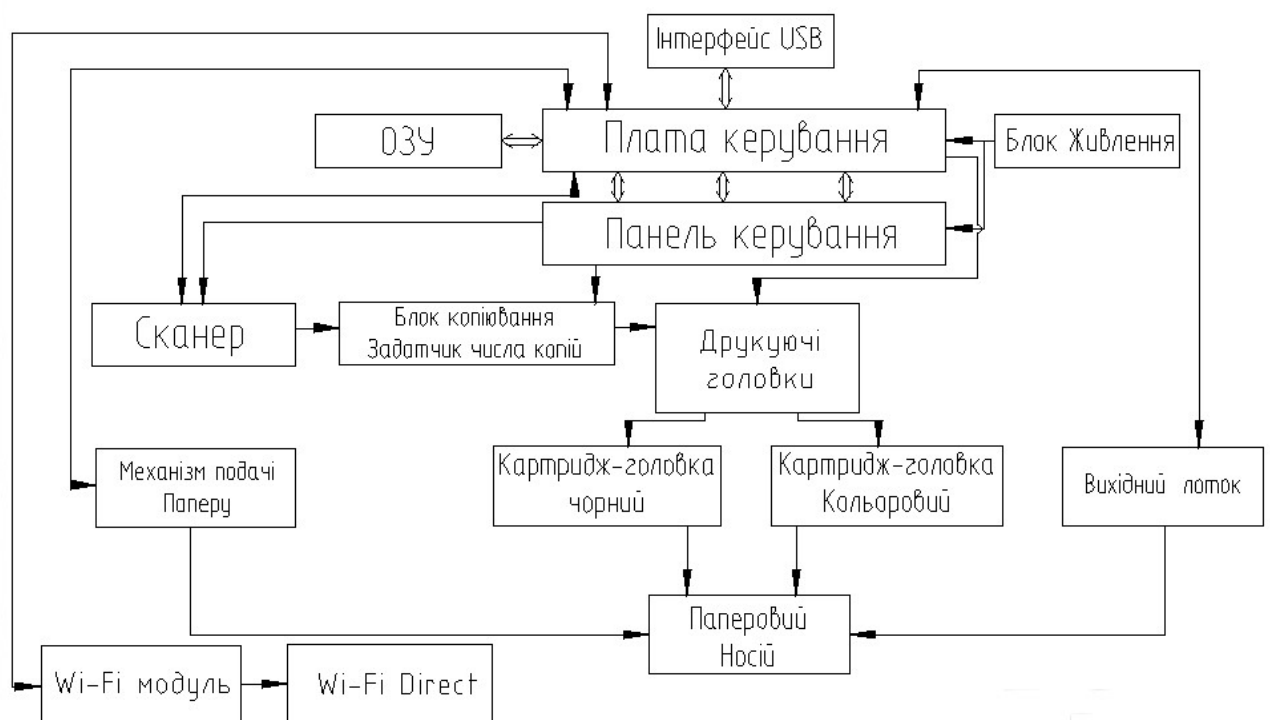 Інтерфейс USB
ОЗУ
Плата керування
Блок Живлення
Панель керування
Сканер
Блок копіювання
Задатчик числа копій
Друкуючі
головки
Механізм подачі
Паперу
Картридж-головка
чорний
Картридж-головка
Кольоровий
Вихідний лоток
Паперовий
Носій
Wi-Fi модуль
Wi-Fi Direct